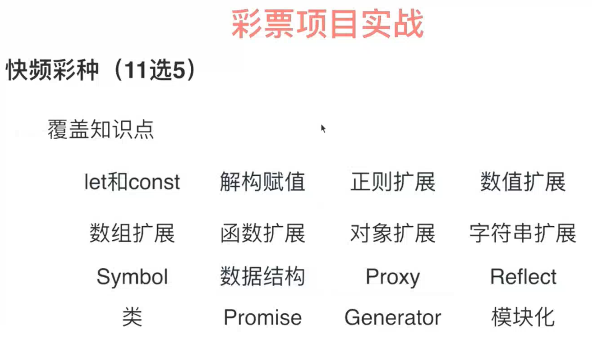 彩票项目实战
快频彩种（11选5）
覆盖知识点
let和const 解构赋值 正则扩展 数值扩展
数组扩展 函数扩展 对象扩展 字符串扩展
Symbol 数据结构 Proxy Reflect
类 Promise Generator 模块化